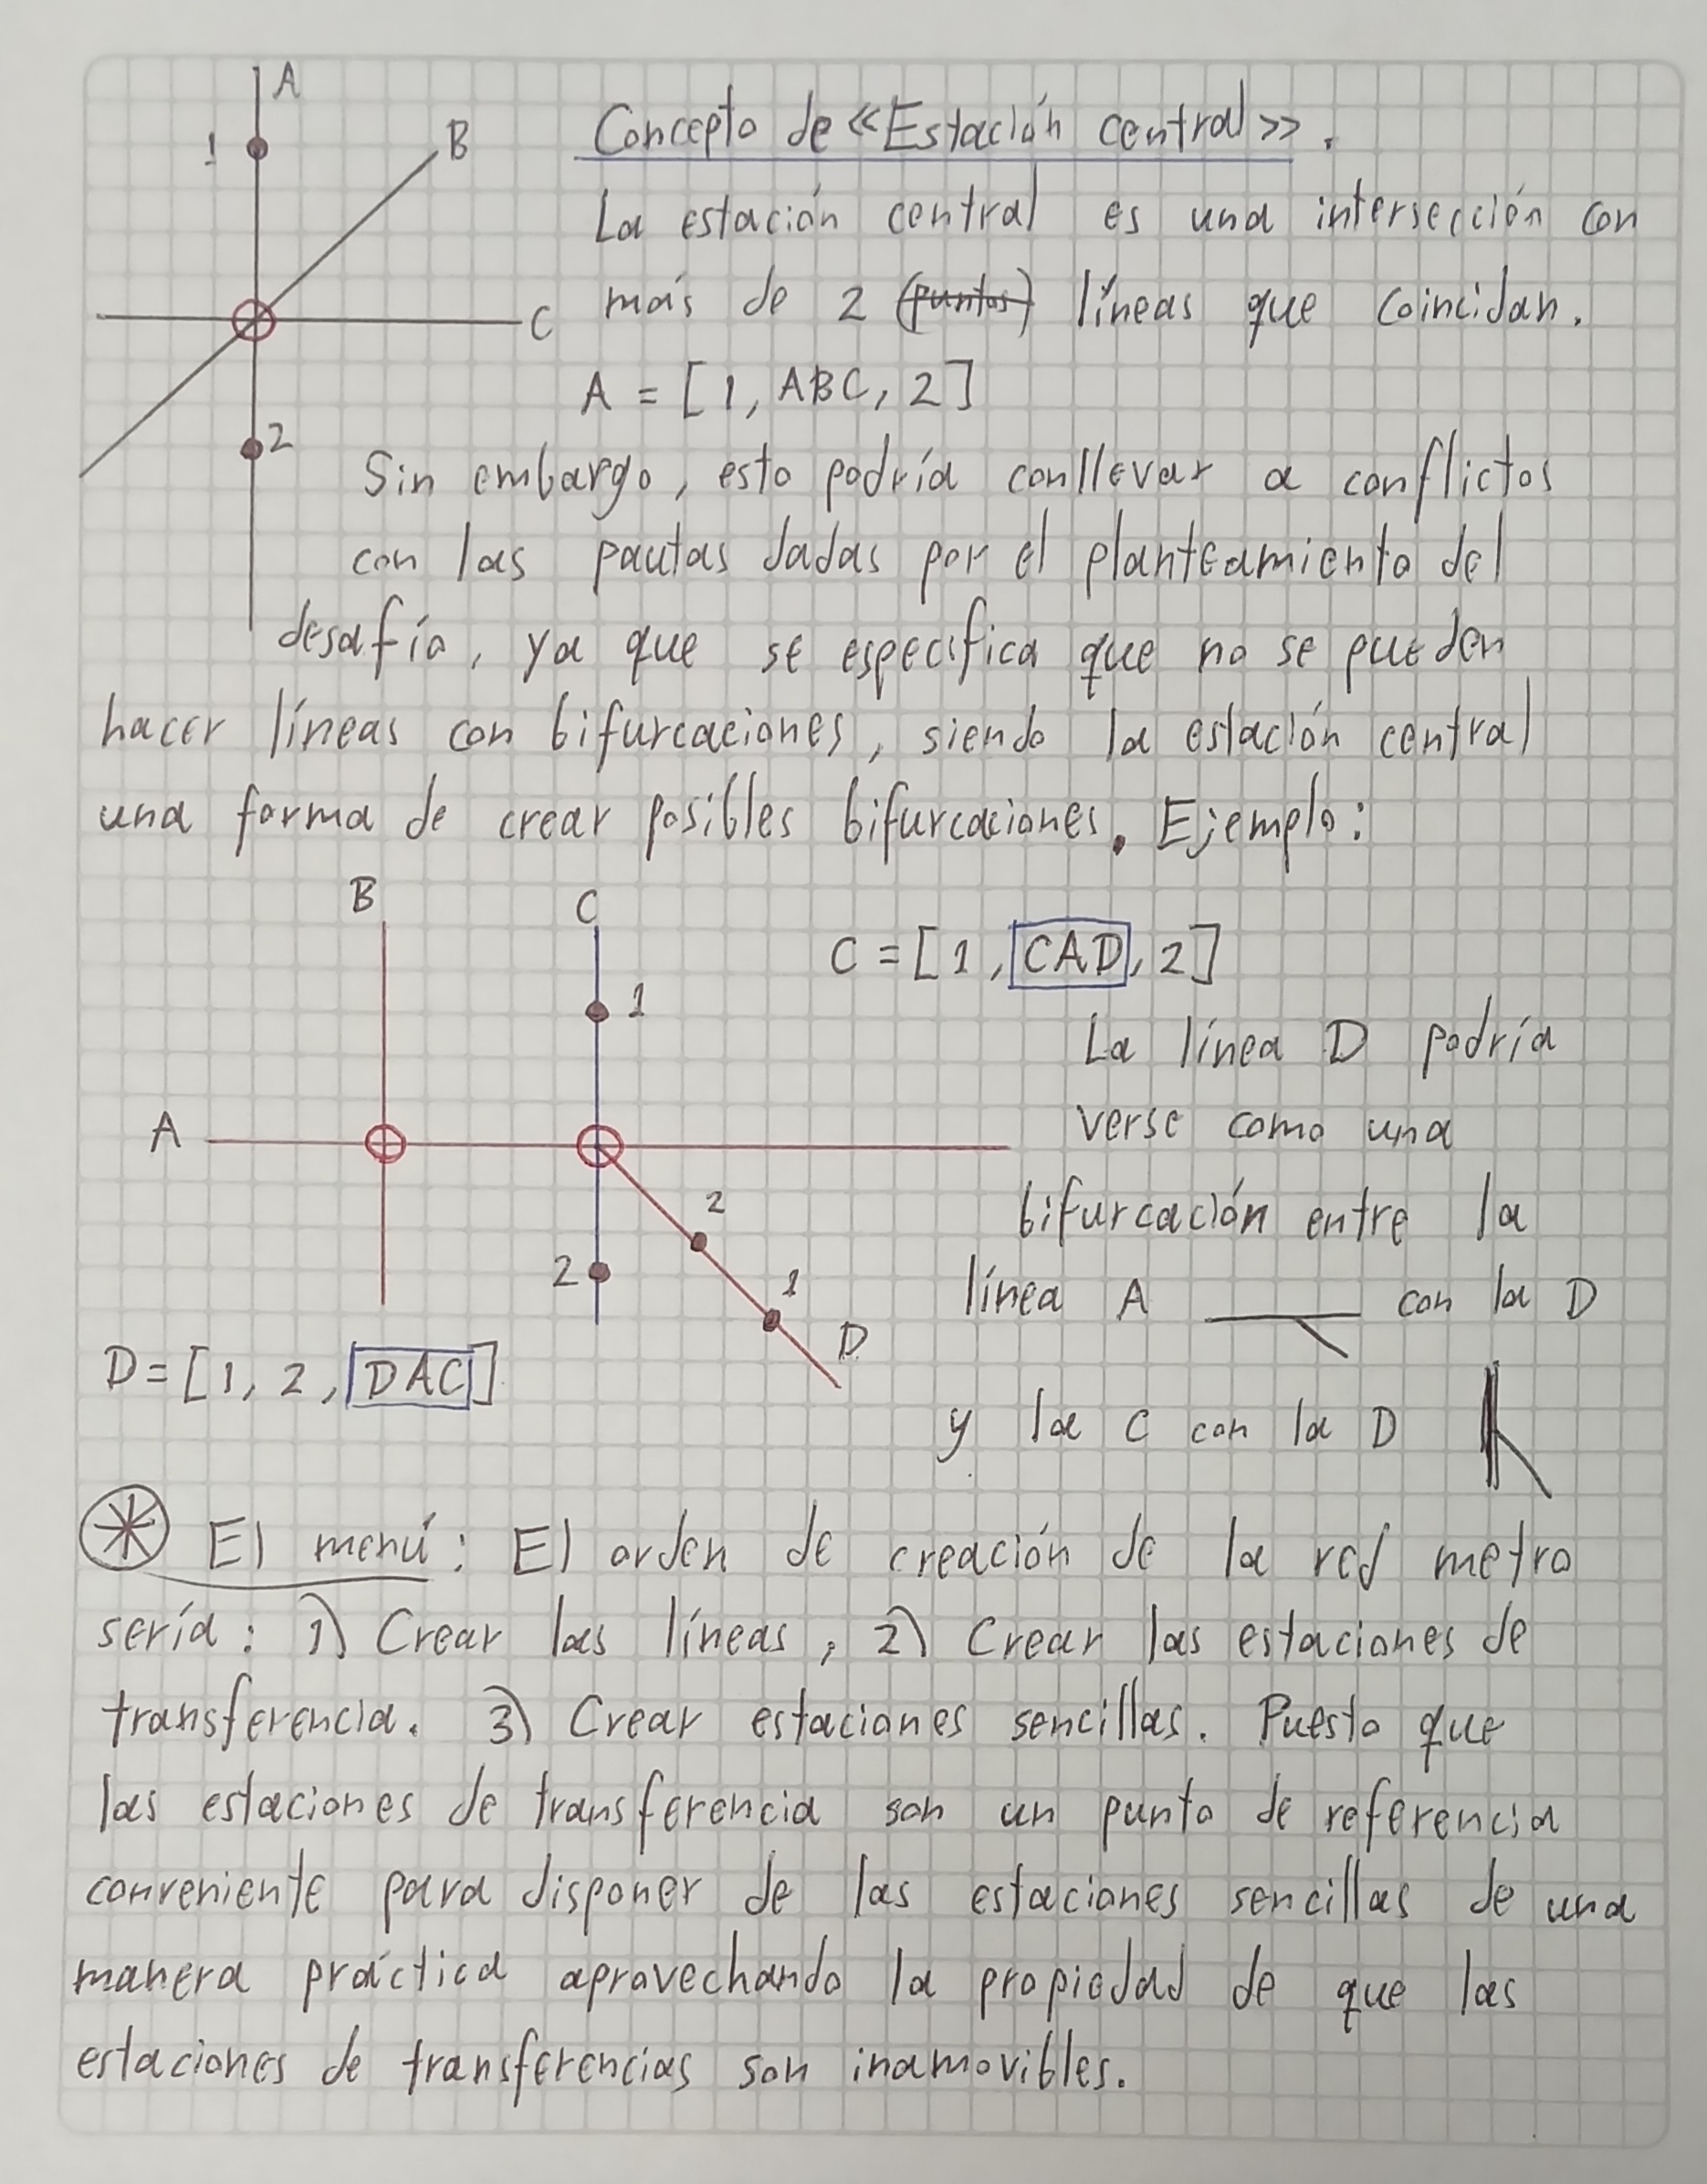 A
1
B
C
2
Concepto de «Estación central».
La estación central es una intersección con
más de 2 (puntos) líneas que coincidan.
A = [1, ABC, 2]
Sin embargo, esto podría conllevar a conflictos
con las pautas dadas por el planteamiento del
desafío, ya que se especifica que no se pueden
hacer líneas con bifurcaciones, siendo la estación central
una forma de crear posibles bifurcaciones. Ejemplo:
B
C
1
A
2
2
1
D
C = [1, CAD, 2]
La línea D podría
verse como una
bifurcación entre la
línea A con la D
D = [1, 2, DAC]
y la C con la D
* El menú: El orden de creación de la red metro
sería: 1) Crear las líneas, 2) Crear las estaciones de
transferencia. 3) Crear estaciones sencillas. Puesto que
las estaciones de transferencia son un punto de referencia
conveniente para disponer de las estaciones sencillas de una
manera práctica aprovechando la propiedad de que las
estaciones de transferencias son inamovibles.